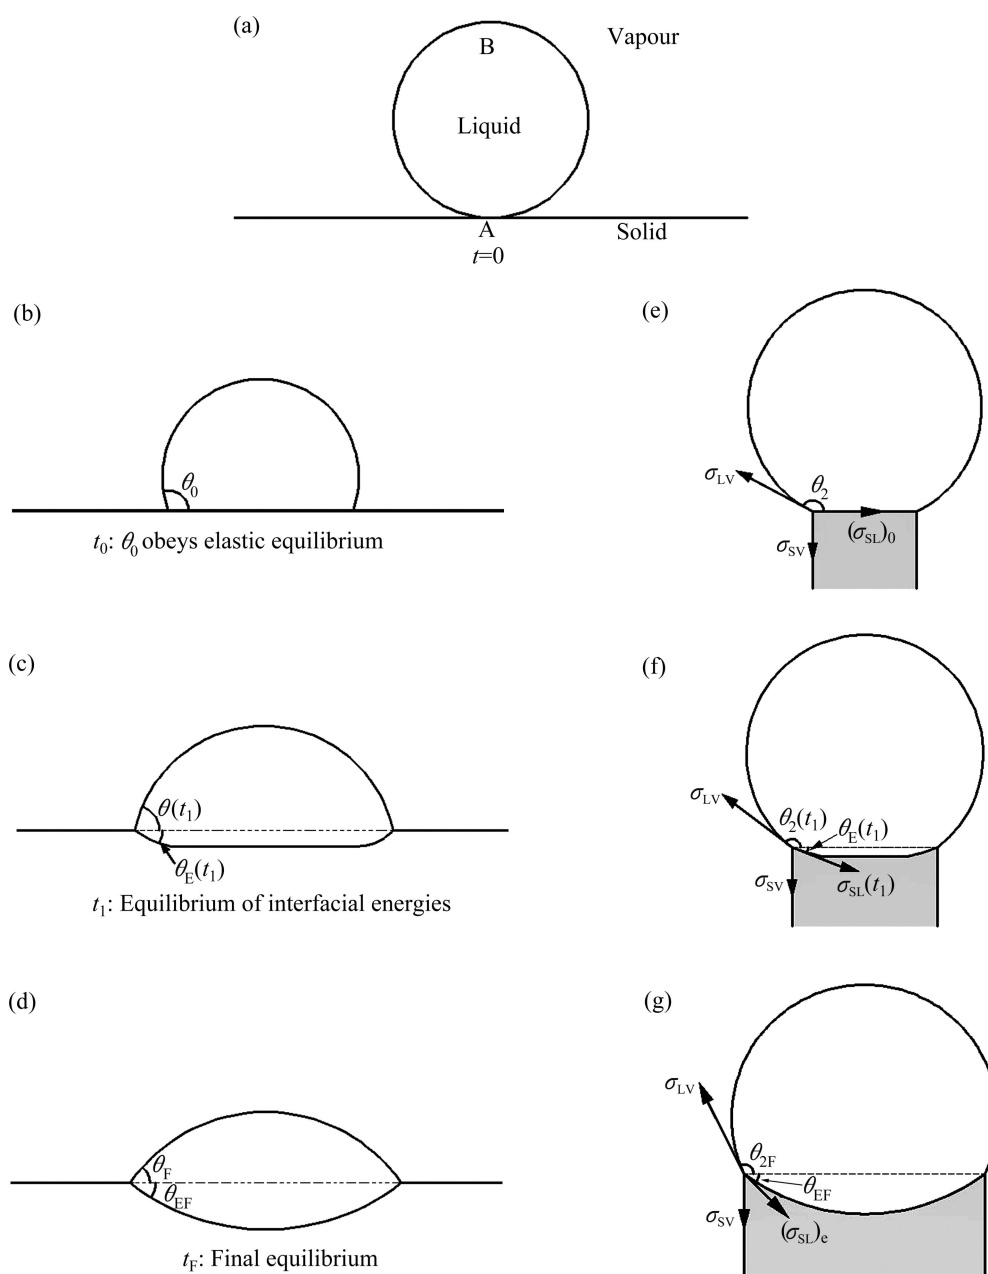 (a)
B
Vapour
Liquid
A
Solid
t=0
(b)
θ0
t0: θ0 obeys elastic equilibrium
(c)
θ(t1)
θE(t1)
t1: Equilibrium of interfacial energies
(d)
θF
θEF
tF: Final equilibrium
(e)
σLV
θ2
σSV
(σSL)0
(f)
σLV
θ2(t1)
θE(t1)
σSV
σSL(t1)
(g)
σLV
θ2F
θEF
σSV
(σSL)e